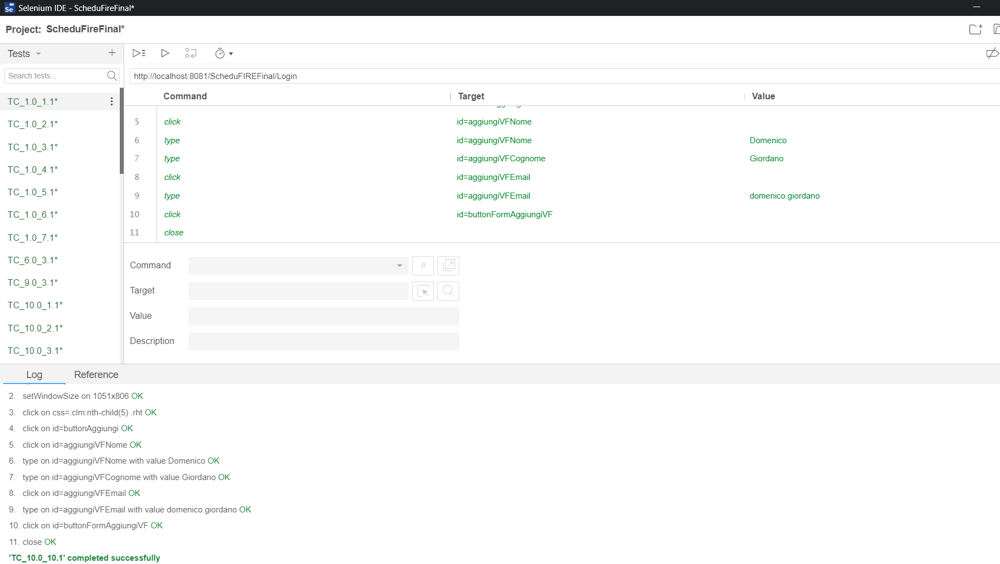 Selenium IDE - ScheduFireFinal*
Project: ScheduFireFinal*
Tests
Search tests...
TC_1.0_1.1*
TC_1.0_2.1*
TC_1.0_3.1*
TC_1.0_4.1*
TC_1.0_5.1*
TC_1.0_6.1*
TC_1.0_7.1*
TC_6.0_3.1*
TC_9.0_3.1*
TC_10.0_1.1*
TC_10.0_2.1*
TC_10.0_3.1*
http://localhost:8081/ScheduFIREFinal/Login
Command Target Value
5 click id=aggiungiVFNome
6 type id=aggiungiVFNome Domenico
7 type id=aggiungiVFCognome Giordano
8 click id=aggiungiVFEmail
9 type id=aggiungiVFEmail domenico.giordano
10 click id=buttonFormAggiungiVF
11 close
Command //
Target
Value
Description
Log Reference
2. setWindowSize on 1051x806 OK
3. click on css=.clm:nth-child(5) .rht OK
4. click on id=buttonAggiungi OK
5. click on id=aggiungiVFNome OK
6. type on id=aggiungiVFNome with value Domenico OK
7. type on id=aggiungiVFCognome with value Giordano OK
8. click on id=aggiungiVFEmail OK
9. type on id=aggiungiVFEmail with value domenico.giordano OK
10. click on id=buttonFormAggiungiVF OK
11. close OK
'TC_10.0_10.1' completed successfully